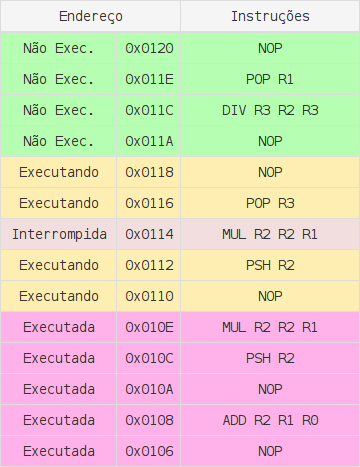 Endereço Instruções
Não Exec. 0x0120 NOP
Não Exec. 0x011E POP R1
Não Exec. 0x011C DIV R3 R2 R3
Não Exec. 0x011A NOP
Executando 0x0118 NOP
Executando 0x0116 POP R3
Interrompida 0x0114 MUL R2 R2 R1
Executando 0x0112 PSH R2
Executando 0x0110 NOP
Executada 0x010E MUL R2 R2 R1
Executada 0x010C PSH R2
Executada 0x010A NOP
Executada 0x0108 ADD R2 R1 R0
Executada 0x0106 NOP